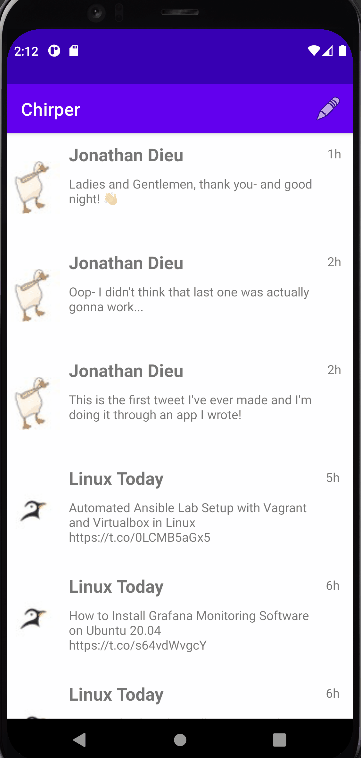 2:12
Chirper
Jonathan Dieu 1h
Ladies and Gentlemen, thank you- and good
night! 👏🏻
Jonathan Dieu 2h
Oop- I didn't think that last one was actually
gonna work...
Jonathan Dieu 2h
This is the first tweet I've ever made and I'm
doing it through an app I wrote!
Linux Today 5h
Automated Ansible Lab Setup with Vagrant
and Virtualbox in Linux
https://t.co/0LCMB5aGx5
Linux Today 6h
How to Install Grafana Monitoring Software
on Ubuntu 20.04
https://t.co/s64vdWvgcY
Linux Today 6h